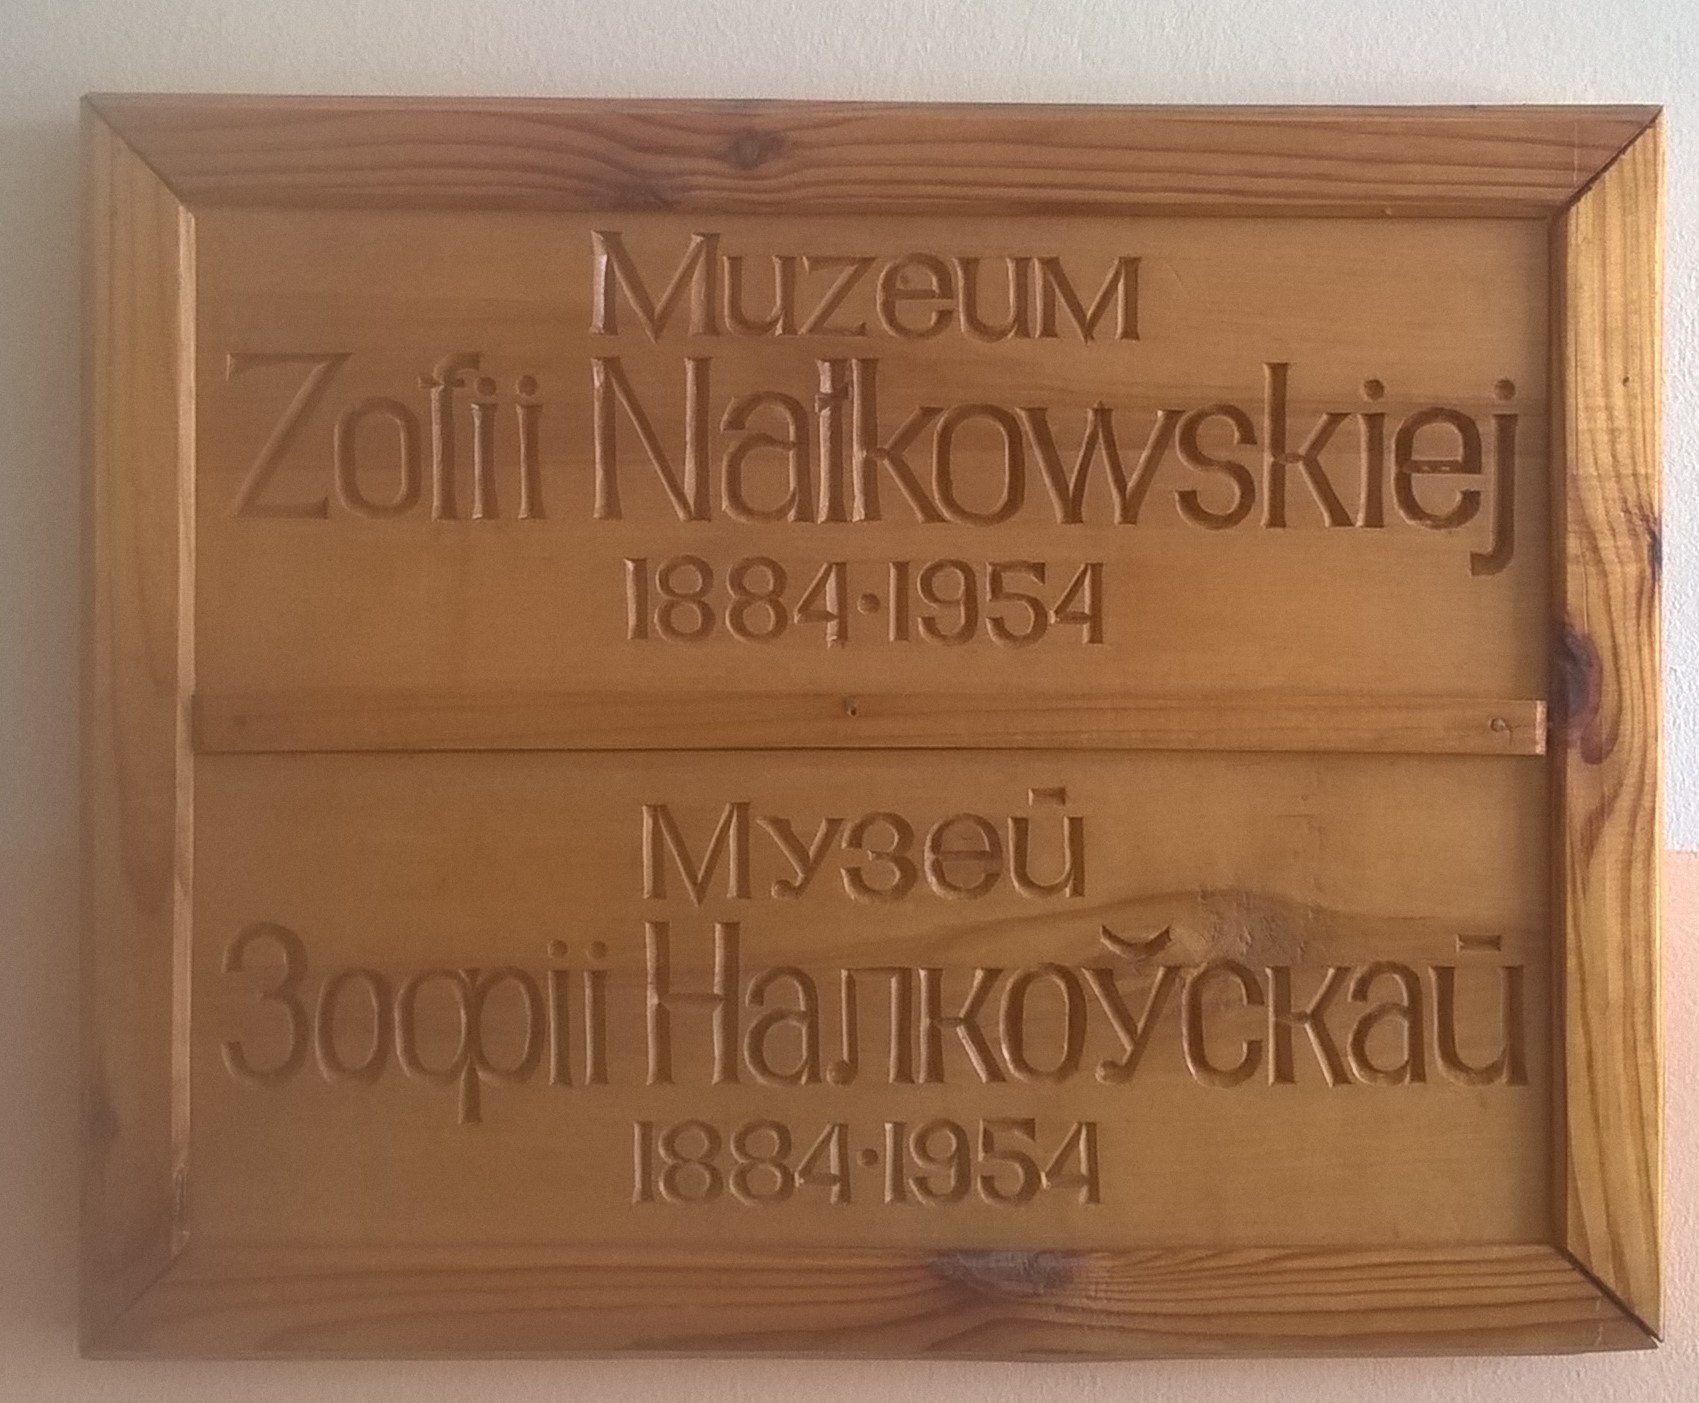 Muzeum
Zofii Nałkowskiej
1884·1954
Музей
Зофіі Налкоўскай
1884·1954